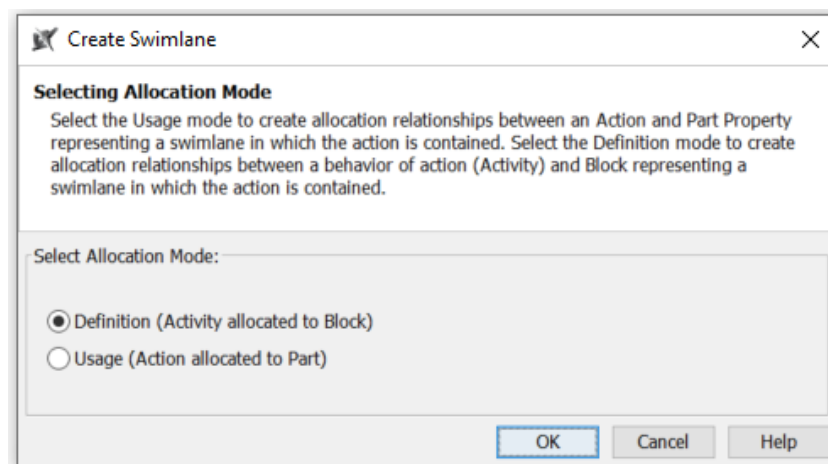 Create Swimlane
Selecting Allocation Mode
Select the Usage mode to create allocation relationships between an Action and Part Property
representing a swimlane in which the action is contained. Select the Definition mode to create
allocation relationships between a behavior of action (Activity) and Block representing a
swimlane in which the action is contained.
Select Allocation Mode:
Definition (Activity allocated to Block)
Usage (Action allocated to Part)
OK Cancel Help